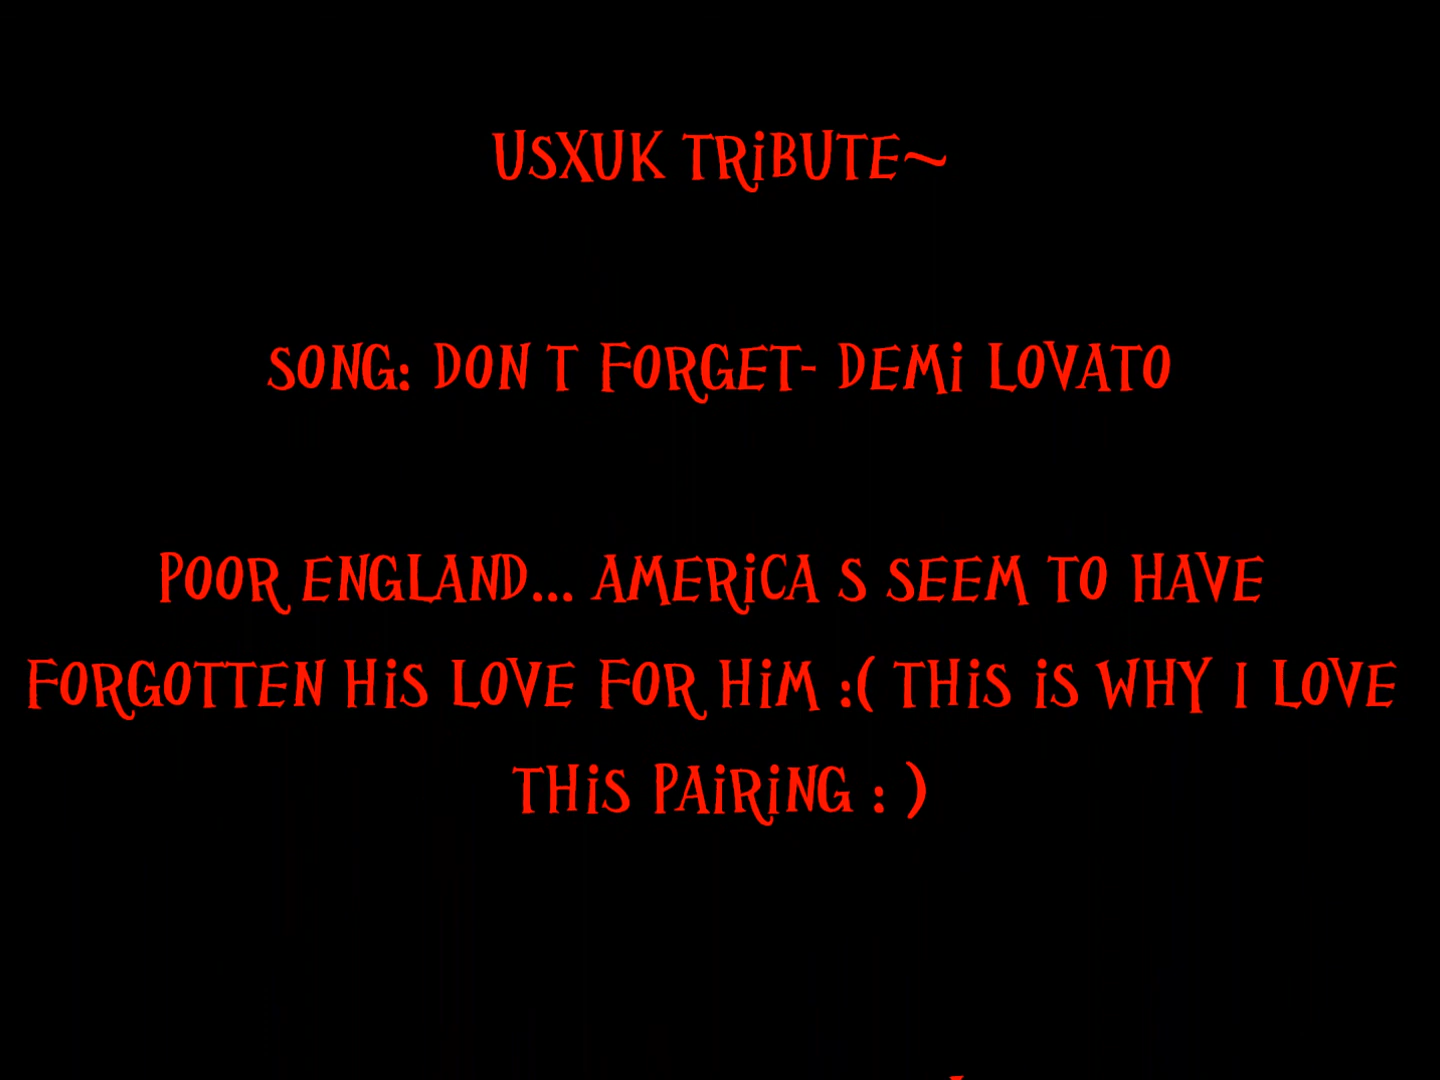 USXUK TRiBUTE~
SONG: DON T FORGET- DEMi LOVATO
POOR ENGLAND... AMERiCA S SEEM TO HAVE
FORGOTTEN HiS LOVE FOR HiM :( THiS iS WHY I LOVE
THiS PAiRiNG : )